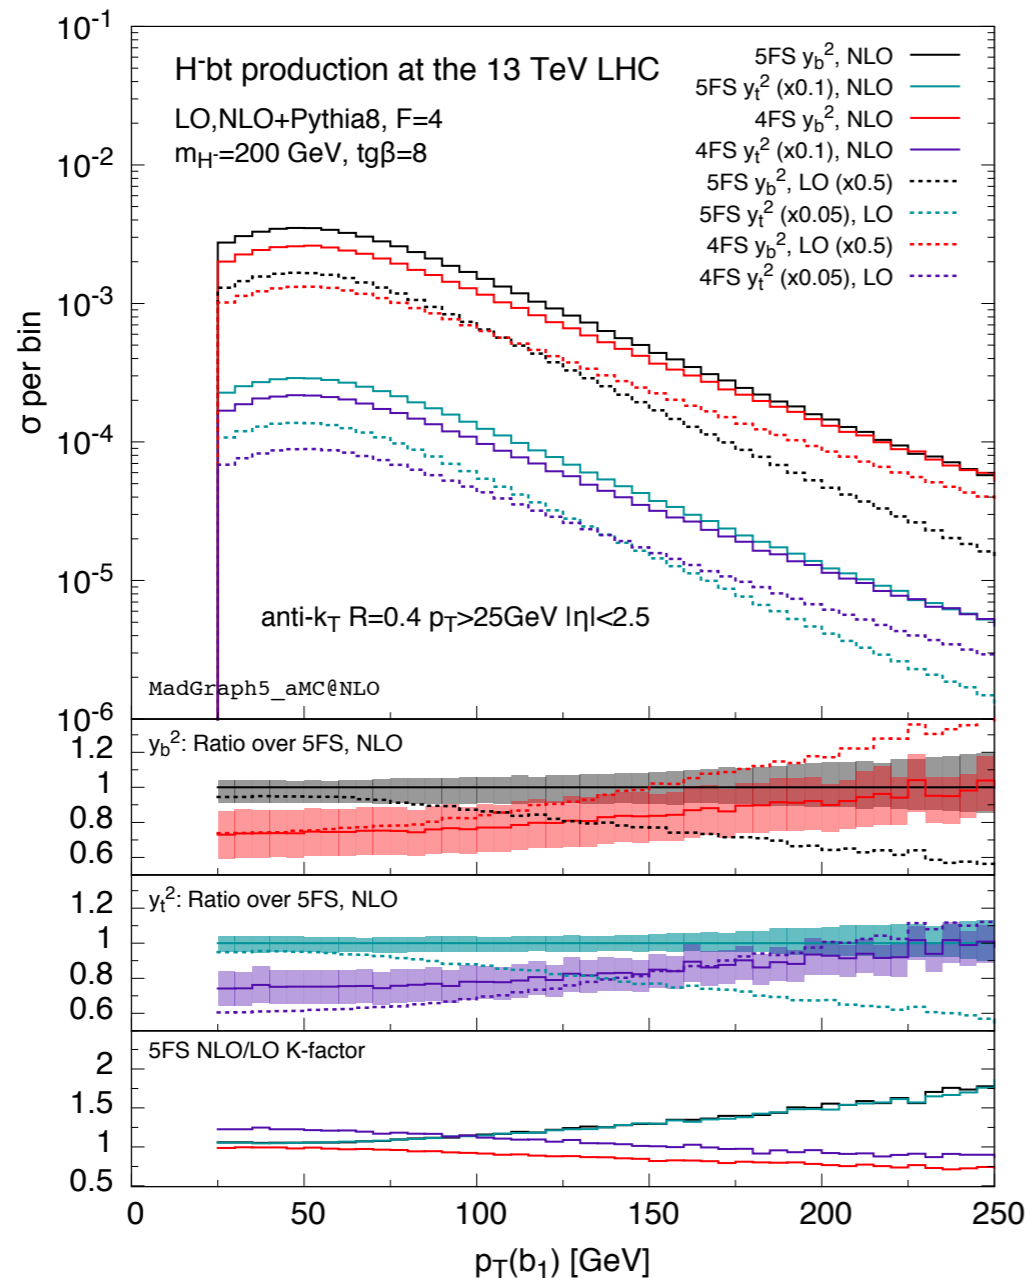 10⁻¹
H⁻bt production at the 13 TeV LHC
LO,NLO+Pythia8, F=4
m_H⁻=200 GeV, tgβ=8
5FS y_b², NLO
5FS y_t² (x0.1), NLO
4FS y_b², NLO
4FS y_t² (x0.1), NLO
5FS y_b², LO (x0.5)
5FS y_t² (x0.05), LO
4FS y_b², LO (x0.5)
4FS y_t² (x0.05), LO
10⁻²
10⁻³
σ per bin
10⁻⁴
10⁻⁵
anti-k_T R=0.4 p_T>25GeV |η|<2.5
MadGraph5_aMC@NLO
10⁻⁶
y_b²: Ratio over 5FS, NLO
1.2
1
0.8
0.6
y_t²: Ratio over 5FS, NLO
1.2
1
0.8
0.6
5FS NLO/LO K-factor
2
1.5
1
0.5
0 50 100 150 200 250
p_T(b₁) [GeV]